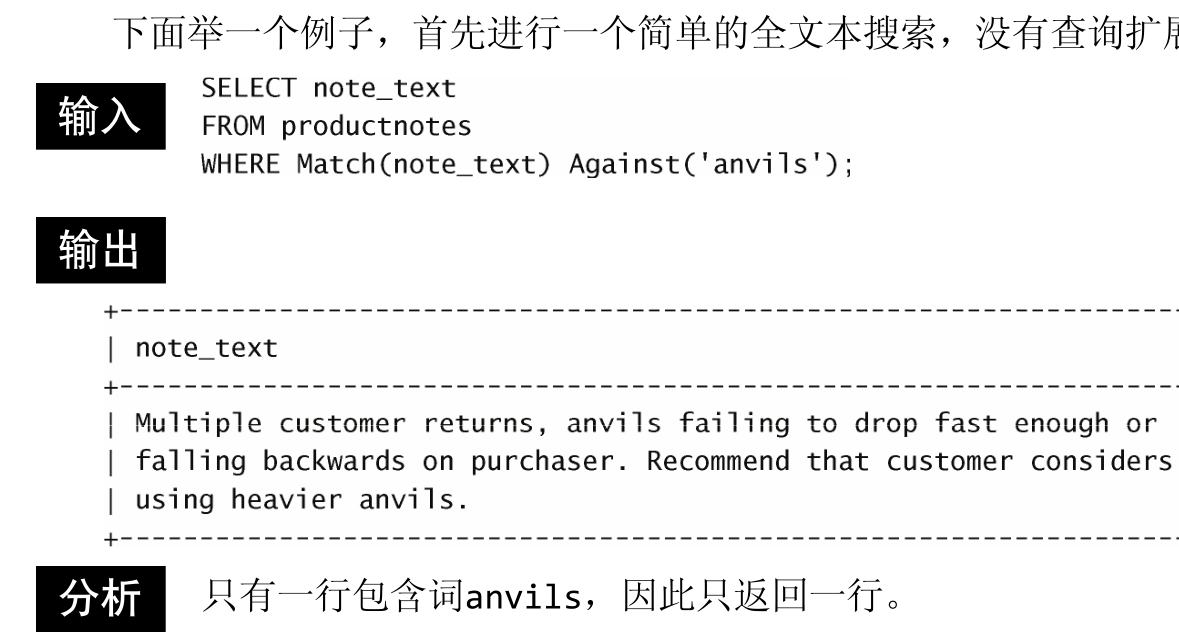 下面举一个例子，首先进行一个简单的全文本搜索，没有查询扩展
输入
SELECT note_text
FROM productnotes
WHERE Match(note_text) Against('anvils');
输出
+------------------------------------------------------------------
| note_text
+------------------------------------------------------------------
| Multiple customer returns, anvils failing to drop fast enough or
| falling backwards on purchaser. Recommend that customer considers
| using heavier anvils.
+------------------------------------------------------------------
分析 只有一行包含词anvils，因此只返回一行。